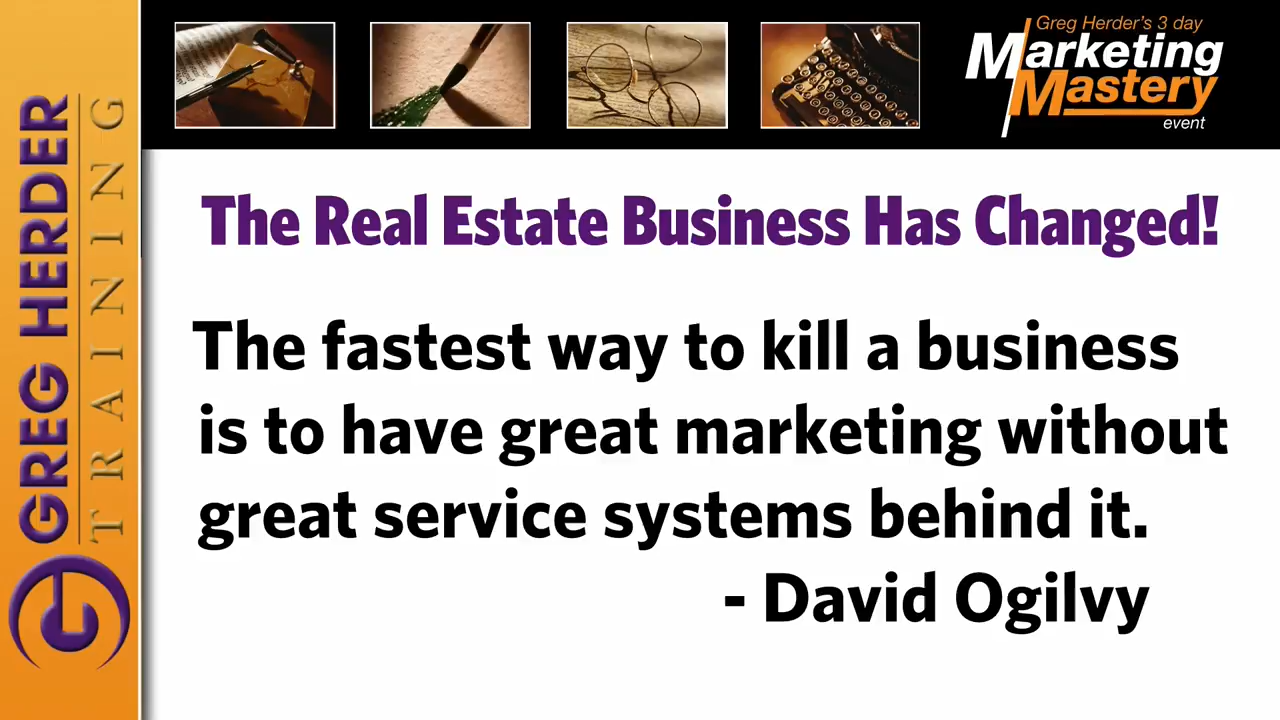 Greg Herder's 3 day
Marketing
Mastery
event
GREG HERDER
TRAINING
The Real Estate Business Has Changed!
The fastest way to kill a business
is to have great marketing without
great service systems behind it.
- David Ogilvy